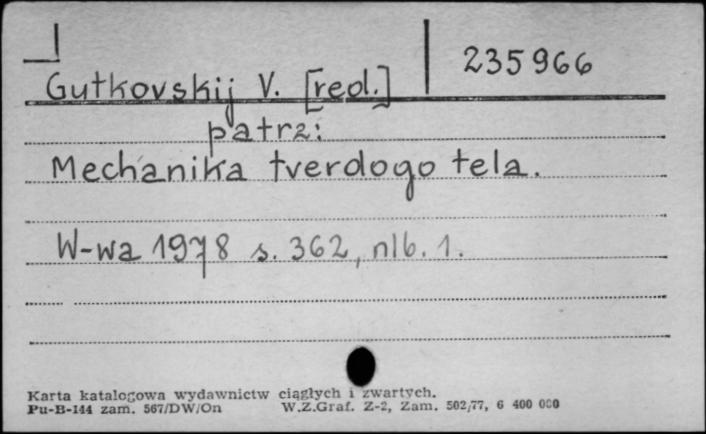 235966
Gutkovskij V. [red.]
patrz:
Mechanika tverdogo tela.
W-wa 1978 s. 362, nlb. 1.
Karta katalogowa wydawnictw ciągłych i zwartych.
Pu-B-144 zam. 567/DW/On W.Z.Graf. Z-2, Zam. 502/77, 6 400 000